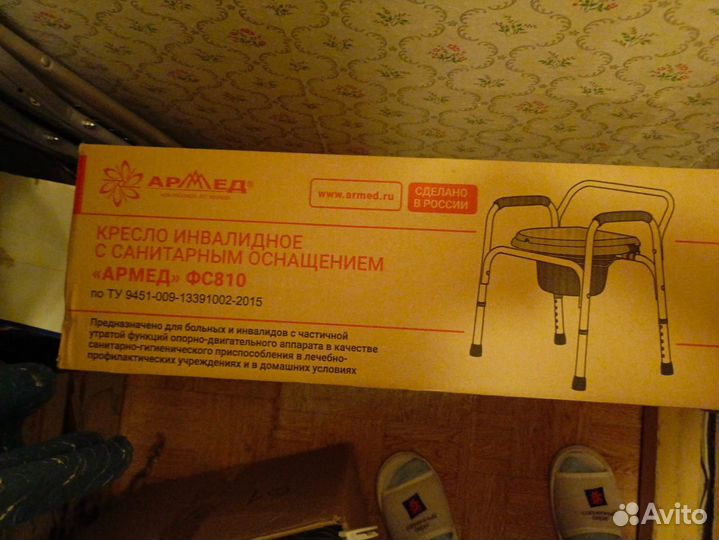 АРМЕД®
www.armed.ru
СДЕЛАНО
В РОССИИ
КРЕСЛО ИНВАЛИДНОЕ
С САНИТАРНЫМ ОСНАЩЕНИЕМ
«АРМЕД» ФС810
по ТУ 9451-009-13391002-2015
Предназначено для больных и инвалидов с частичной
утратой функций опорно-двигательного аппарата в качестве
санитарно-гигиенического приспособления в лечебно-
профилактических учреждениях и в домашних условиях
Avito